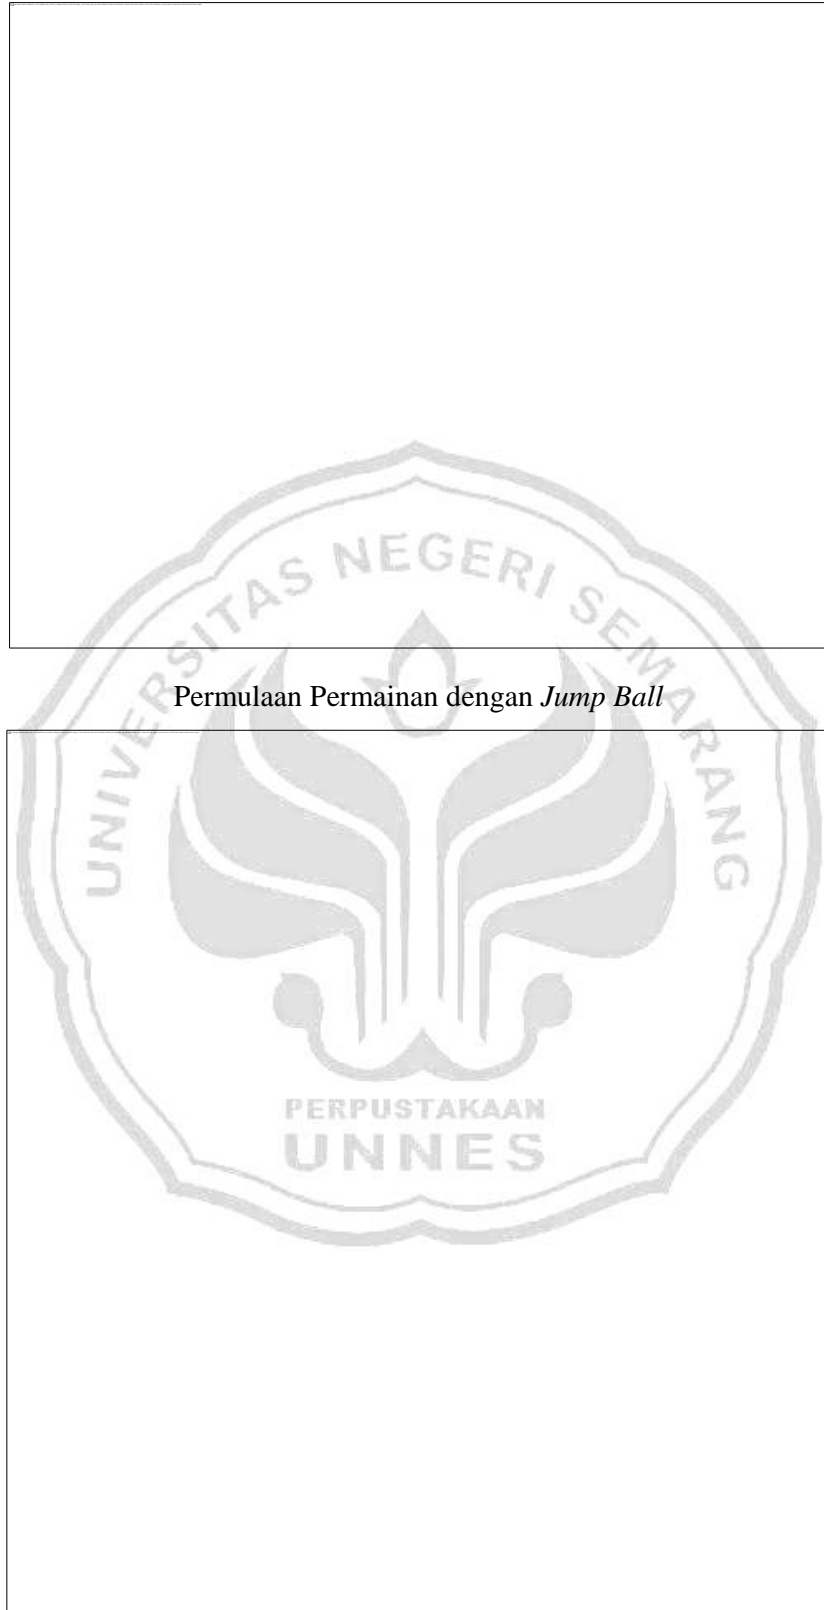 UNIVERSITAS NEGERI SEMARANG
Permulaan Permainan dengan Jump Ball
PERPUSTAKAAN
UNNES